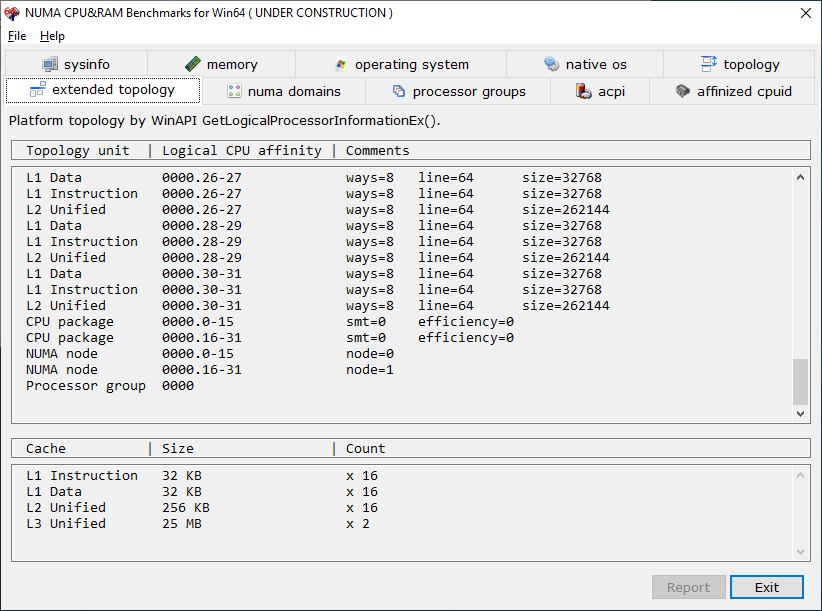 NUMA CPU&RAM Benchmarks for Win64 ( UNDER CONSTRUCTION )
File Help
sysinfo memory operating system native os topology
extended topology numa domains processor groups acpi affinized cpuid
Platform topology by WinAPI GetLogicalProcessorInformationEx().
Topology unit | Logical CPU affinity | Comments
L1 Data 0000.26-27 ways=8 line=64 size=32768
L1 Instruction 0000.26-27 ways=8 line=64 size=32768
L2 Unified 0000.26-27 ways=8 line=64 size=262144
L1 Data 0000.28-29 ways=8 line=64 size=32768
L1 Instruction 0000.28-29 ways=8 line=64 size=32768
L2 Unified 0000.28-29 ways=8 line=64 size=262144
L1 Data 0000.30-31 ways=8 line=64 size=32768
L1 Instruction 0000.30-31 ways=8 line=64 size=32768
L2 Unified 0000.30-31 ways=8 line=64 size=262144
CPU package 0000.0-15 smt=0 efficiency=0
CPU package 0000.16-31 smt=0 efficiency=0
NUMA node 0000.0-15 node=0
NUMA node 0000.16-31 node=1
Processor group 0000
Cache | Size | Count
L1 Instruction 32 KB x 16
L1 Data 32 KB x 16
L2 Unified 256 KB x 16
L3 Unified 25 MB x 2
Report Exit